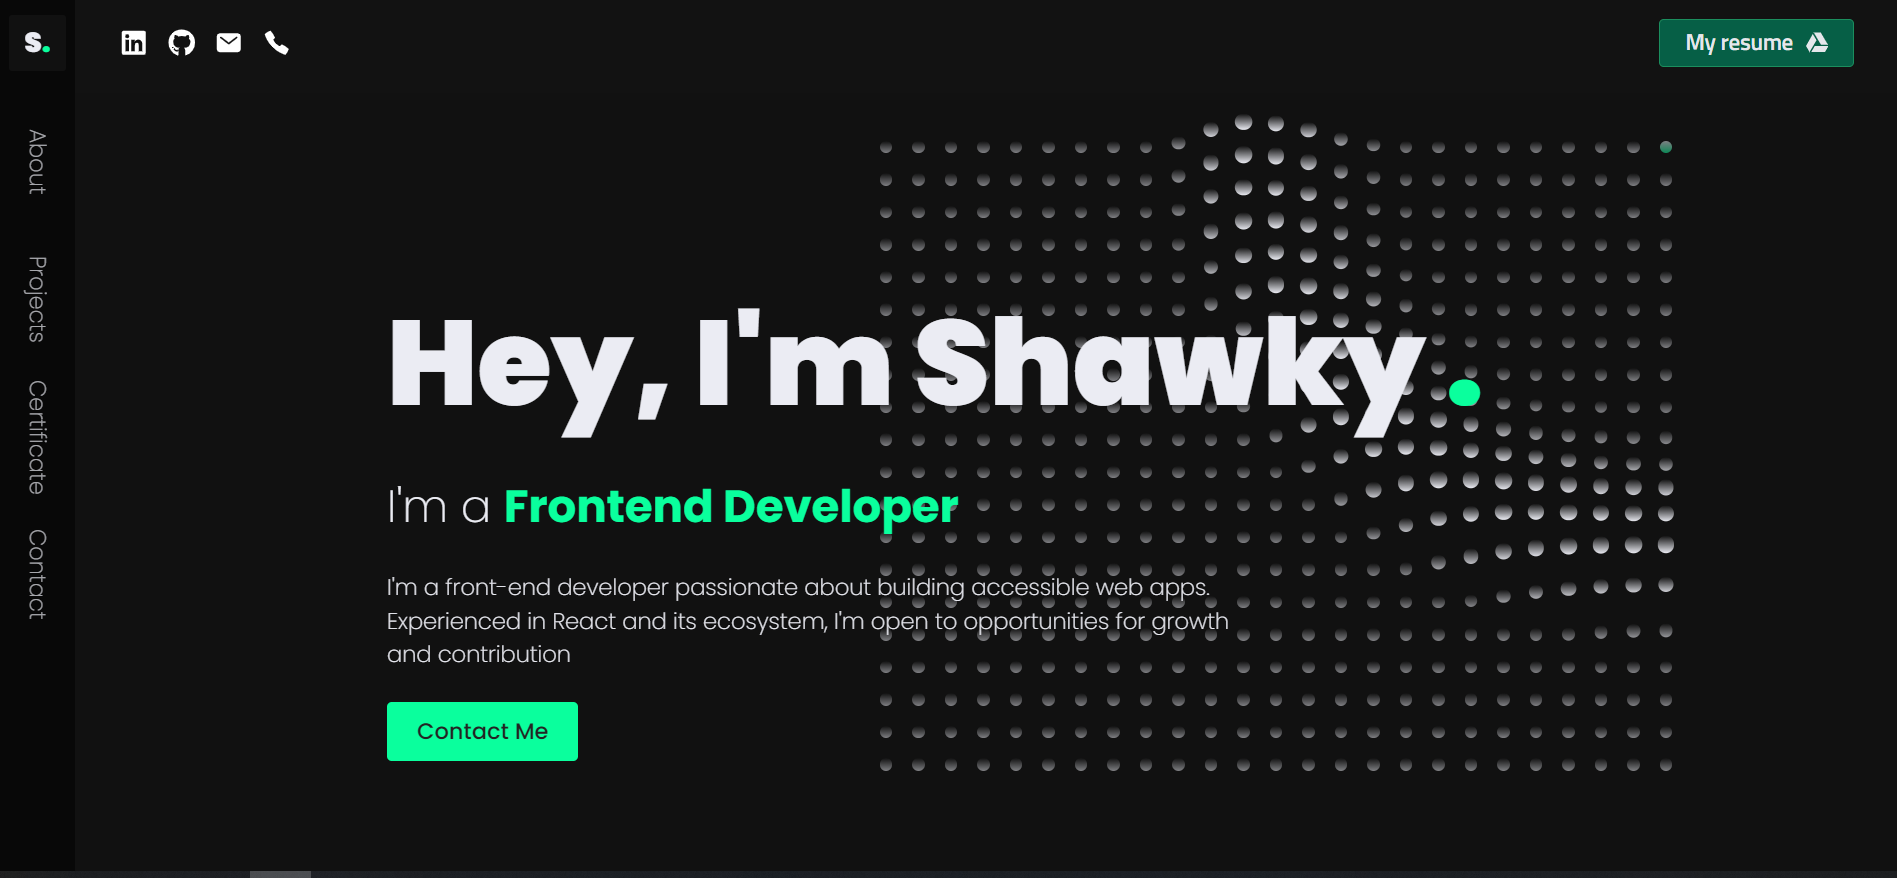 s.
My resume
About
Projects
Certificate
Contact
Hey, I'm Shawky.
I'm a Frontend Developer
I'm a front-end developer passionate about building accessible web apps.
Experienced in React and its ecosystem, I'm open to opportunities for growth
and contribution
Contact Me